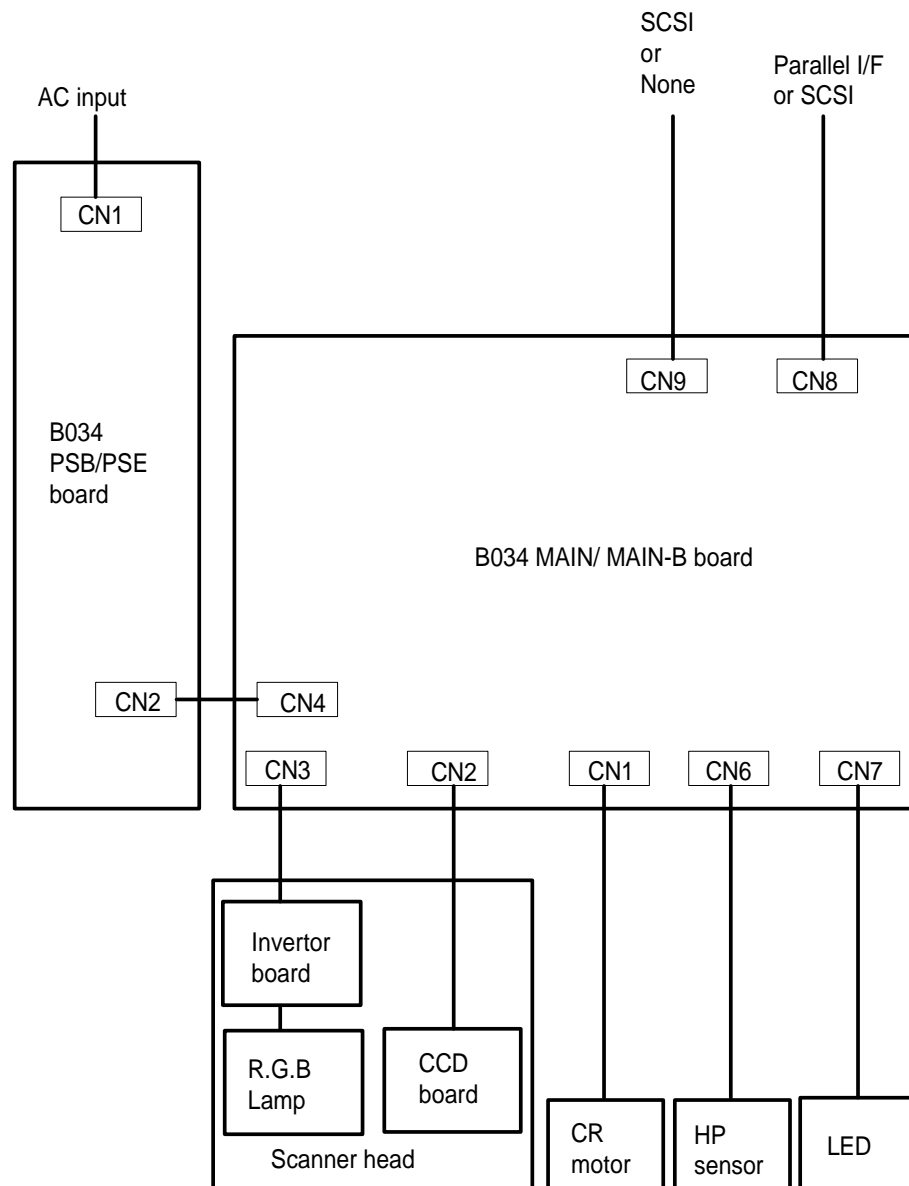 SCSI
or
None
Parallel I/F
or SCSI
AC input
CN1
CN9
CN8
B034
PSB/PSE
board
B034 MAIN/ MAIN-B board
CN2
CN4
CN3
CN2
CN1
CN6
CN7
Invertor
board
R.G.B
Lamp
CCD
board
Scanner head
CR
motor
HP
sensor
LED